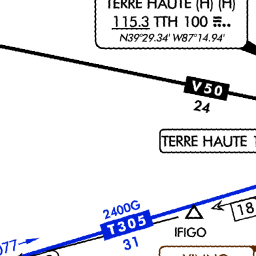 TERRE HAUTE (H) (H)
115.3 TTH 100
N39°29.34' W87°14.94'
V50
24
TERRE HAUTE
2400G
T305
31
18
IFIGO
077